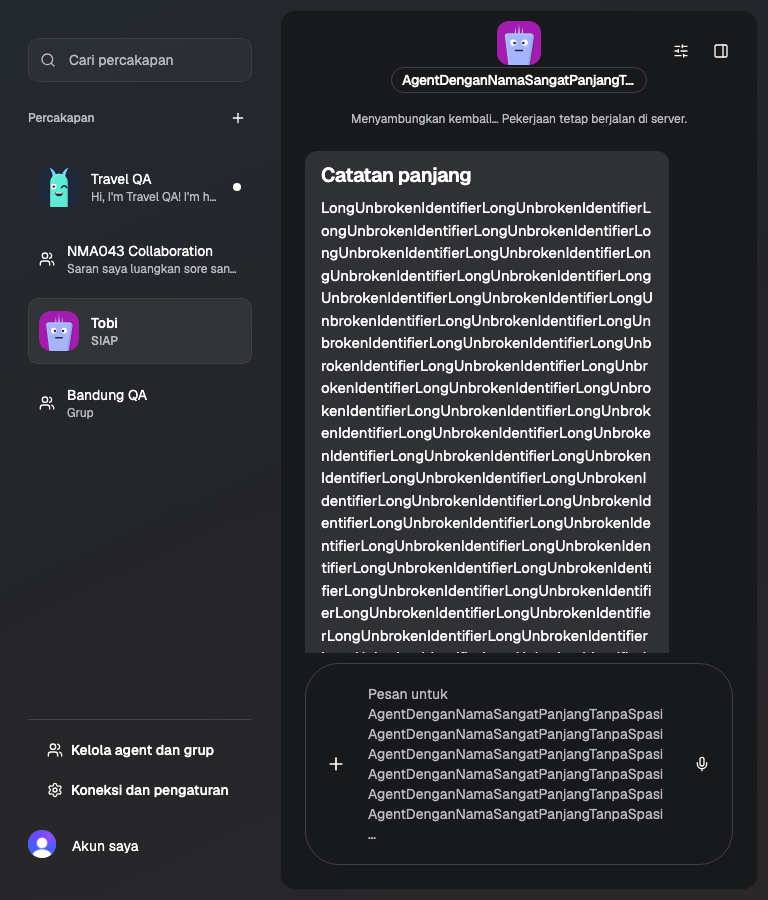 Cari percakapan
Percakapan
Travel QA
Hi, I'm Travel QA! I'm h...
NMA043 Collaboration
Saran saya luangkan sore san...
Tobi
SIAP
Bandung QA
Grup
Kelola agent dan grup
Koneksi dan pengaturan
Akun saya
AgentDenganNamaSangatPanjangT...
Menyambungkan kembali... Pekerjaan tetap berjalan di server.
Catatan panjang
LongUnbrokenIdentifierLongUnbrokenIdentifierL
ongUnbrokenIdentifierLongUnbrokenIdentifierLo
ngUnbrokenIdentifierLongUnbrokenIdentifierLon
gUnbrokenIdentifierLongUnbrokenIdentifierLong
UnbrokenIdentifierLongUnbrokenIdentifierLongU
nbrokenIdentifierLongUnbrokenIdentifierLongUn
brokenIdentifierLongUnbrokenIdentifierLongUnb
rokenIdentifierLongUnbrokenIdentifierLongUnbr
okenIdentifierLongUnbrokenIdentifierLongUnbro
kenIdentifierLongUnbrokenIdentifierLongUnbrok
enIdentifierLongUnbrokenIdentifierLongUnbroke
nIdentifierLongUnbrokenIdentifierLongUnbroken
IdentifierLongUnbrokenIdentifierLongUnbrokenI
dentifierLongUnbrokenIdentifierLongUnbrokenId
entifierLongUnbrokenIdentifierLongUnbrokenIde
ntifierLongUnbrokenIdentifierLongUnbrokenIden
tifierLongUnbrokenIdentifierLongUnbrokenIdenti
fierLongUnbrokenIdentifierLongUnbrokenIdentifi
erLongUnbrokenIdentifierLongUnbrokenIdentifie
rLongUnbrokenIdentifierLongUnbrokenIdentifier
Pesan untuk
AgentDenganNamaSangatPanjangTanpaSpasi
AgentDenganNamaSangatPanjangTanpaSpasi
AgentDenganNamaSangatPanjangTanpaSpasi
AgentDenganNamaSangatPanjangTanpaSpasi
AgentDenganNamaSangatPanjangTanpaSpasi
AgentDenganNamaSangatPanjangTanpaSpasi
...